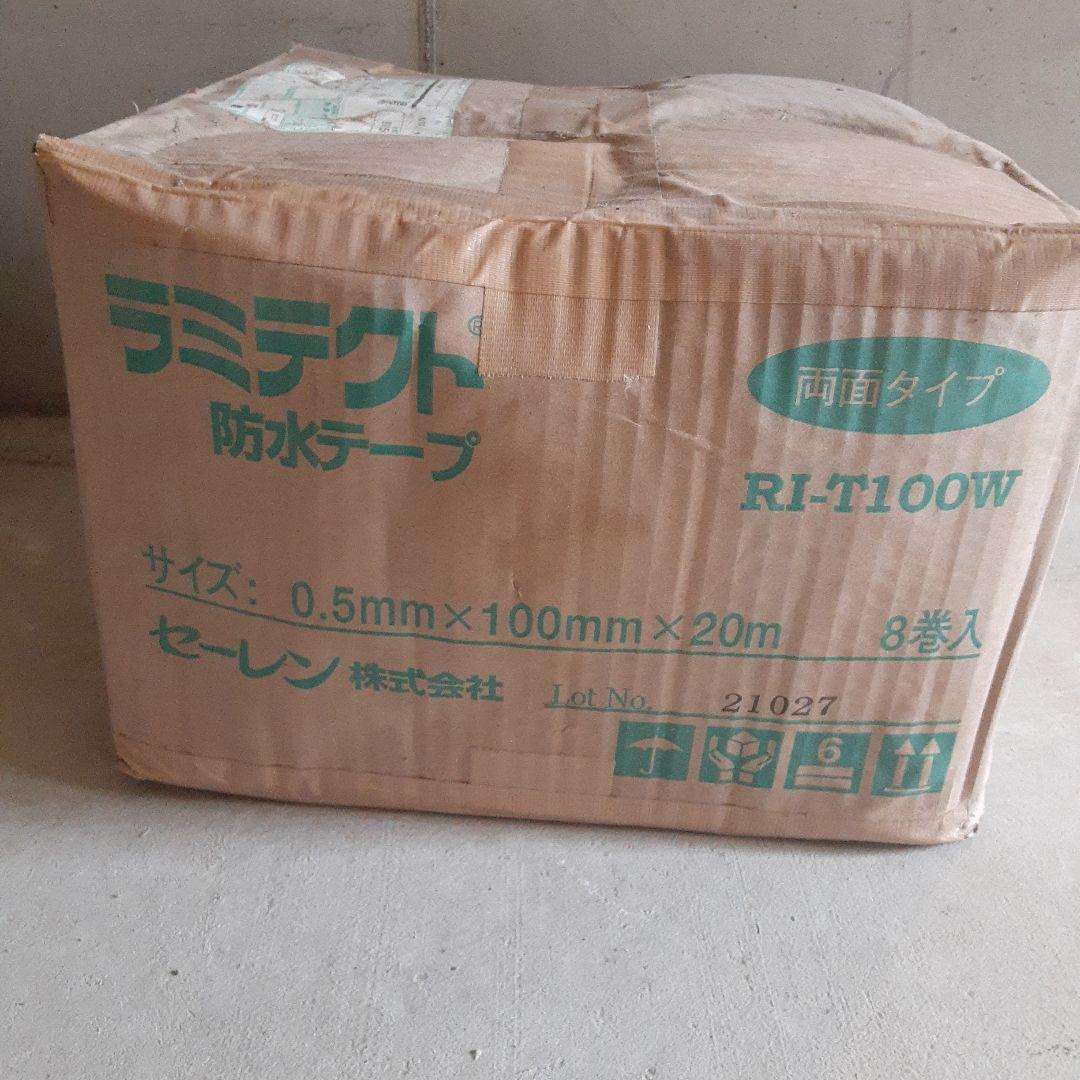 ラミテクト®
防水テープ
両面タイプ
RI-T100W
サイズ: 0.5mm×100mm×20m 8巻入
セーレン株式会社 Lot No. 21027
6